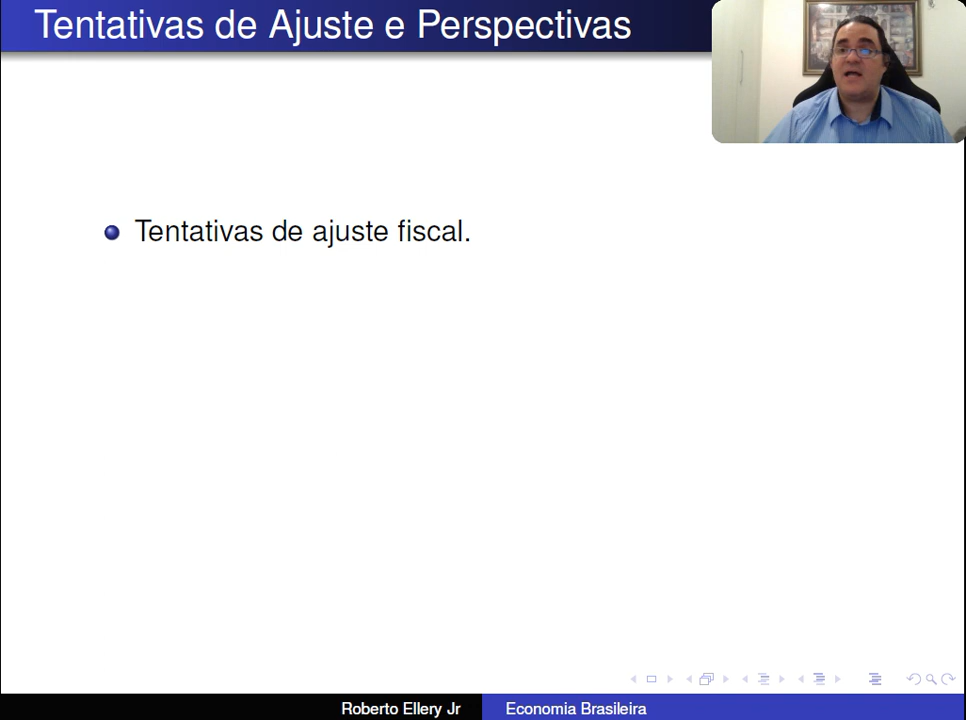 Tentativas de Ajuste e Perspectivas
Tentativas de ajuste fiscal.
Roberto Ellery Jr
Economia Brasileira